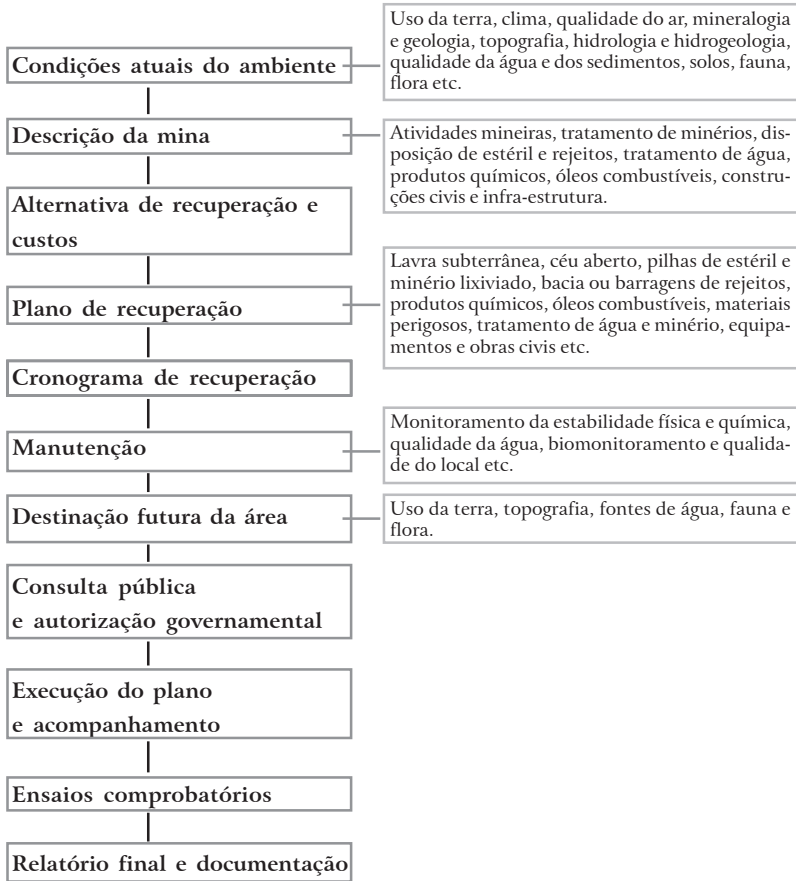 Uso da terra, clima, qualidade do ar, mineralogia
e geologia, topografia, hidrologia e hidrogeologia,
qualidade da água e dos sedimentos, solos, fauna,
flora etc.
Condições atuais do ambiente
Descrição da mina
Atividades mineiras, tratamento de minérios, dis-
posição de estéril e rejeitos, tratamento de água,
produtos químicos, óleos combustíveis, constru-
ções civis e infra-estrutura.
Alternativa de recuperação e
custos
Lavra subterrânea, céu aberto, pilhas de estéril e
minério lixiviado, bacia ou barragens de rejeitos,
produtos químicos, óleos combustíveis, materiais
perigosos, tratamento de água e minério, equipa-
mentos e obras civis etc.
Plano de recuperação
Cronograma de recuperação
Manutenção
Monitoramento da estabilidade física e química,
qualidade da água, biomonitoramento e qualida-
de do local etc.
Destinação futura da área
Uso da terra, topografia, fontes de água, fauna e
flora.
Consulta pública
e autorização governamental
Execução do plano
e acompanhamento
Ensaios comprobatórios
Relatório final e documentação